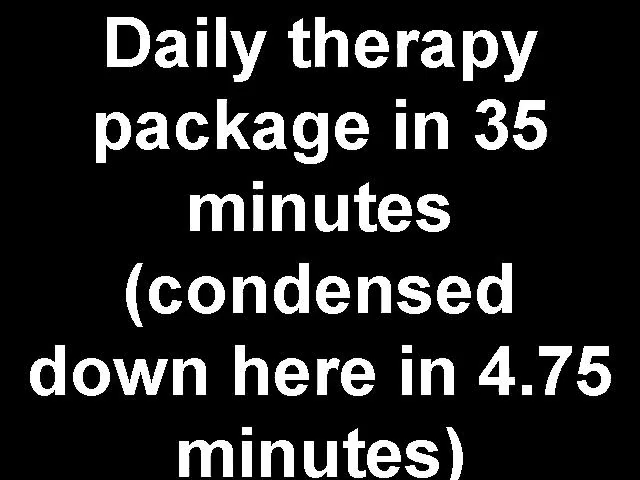 Daily therapy
package in 35
minutes
(condensed
down here in 4.75
minutes)